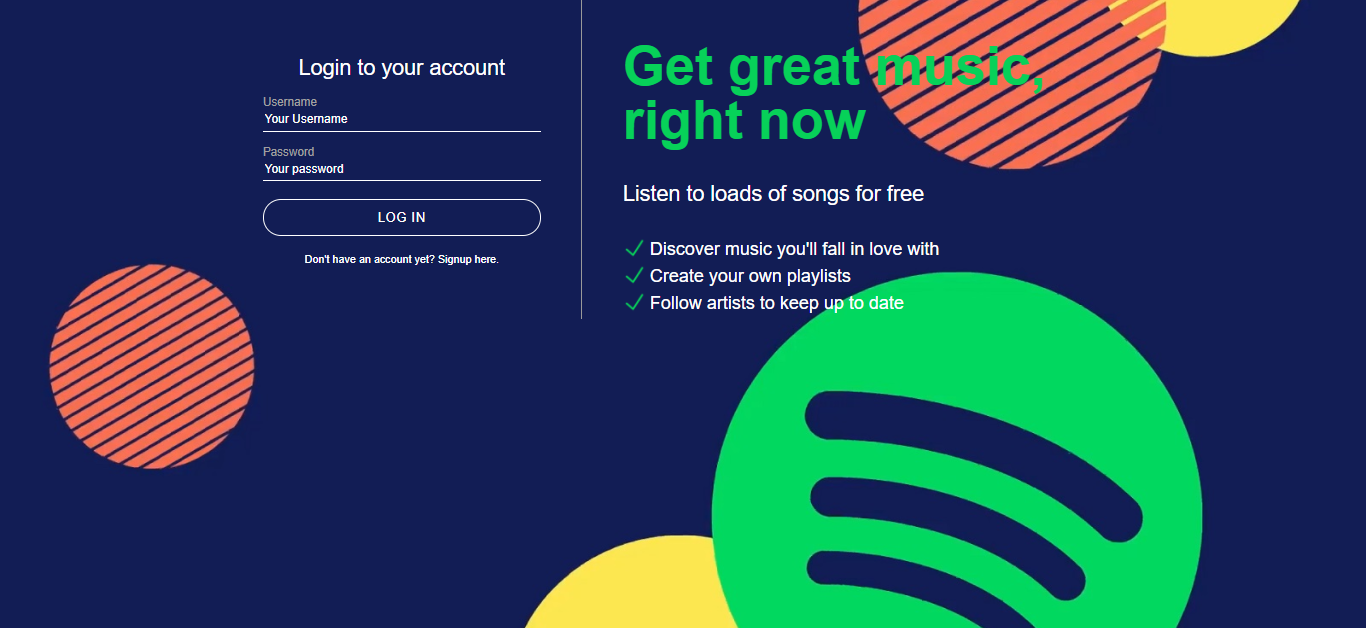 Login to your account
Username
Your Username
Password
Your password
LOG IN
Don't have an account yet? Signup here.
Get great music,
right now
Listen to loads of songs for free
Discover music you'll fall in love with
Create your own playlists
Follow artists to keep up to date